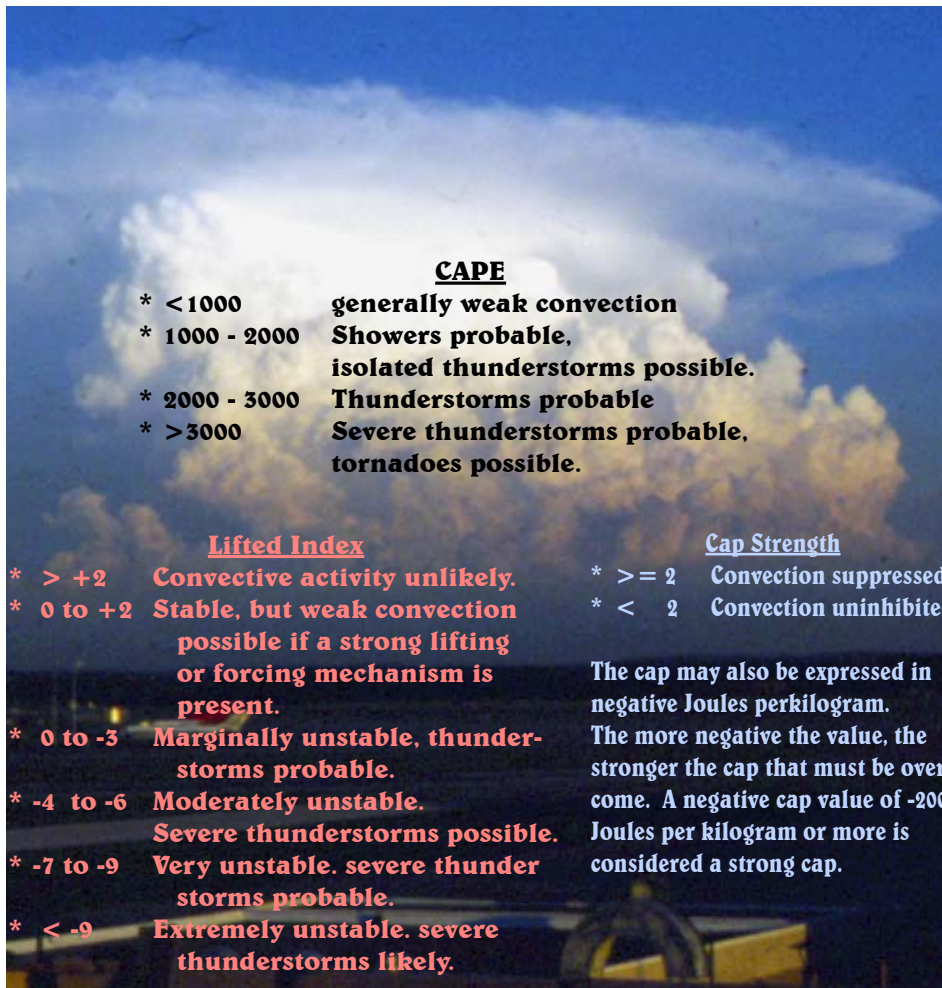 CAPE
* <1000 generally weak convection
* 1000 - 2000 Showers probable,
isolated thunderstorms possible.
* 2000 - 3000 Thunderstorms probable
* >3000 Severe thunderstorms probable,
tornadoes possible.
Lifted Index
* > +2 Convective activity unlikely.
* 0 to +2 Stable, but weak convection
possible if a strong lifting
or forcing mechanism is
present.
* 0 to -3 Marginally unstable, thunder-
storms probable.
* -4 to -6 Moderately unstable.
Severe thunderstorms possible.
* -7 to -9 Very unstable. severe thunder
storms probable.
* < -9 Extremely unstable. severe
thunderstorms likely.
Cap Strength
* >= 2 Convection suppressed
* < 2 Convection uninhibite
The cap may also be expressed in
negative Joules perkilogram.
The more negative the value, the
stronger the cap that must be over
come. A negative cap value of -200
Joules per kilogram or more is
considered a strong cap.